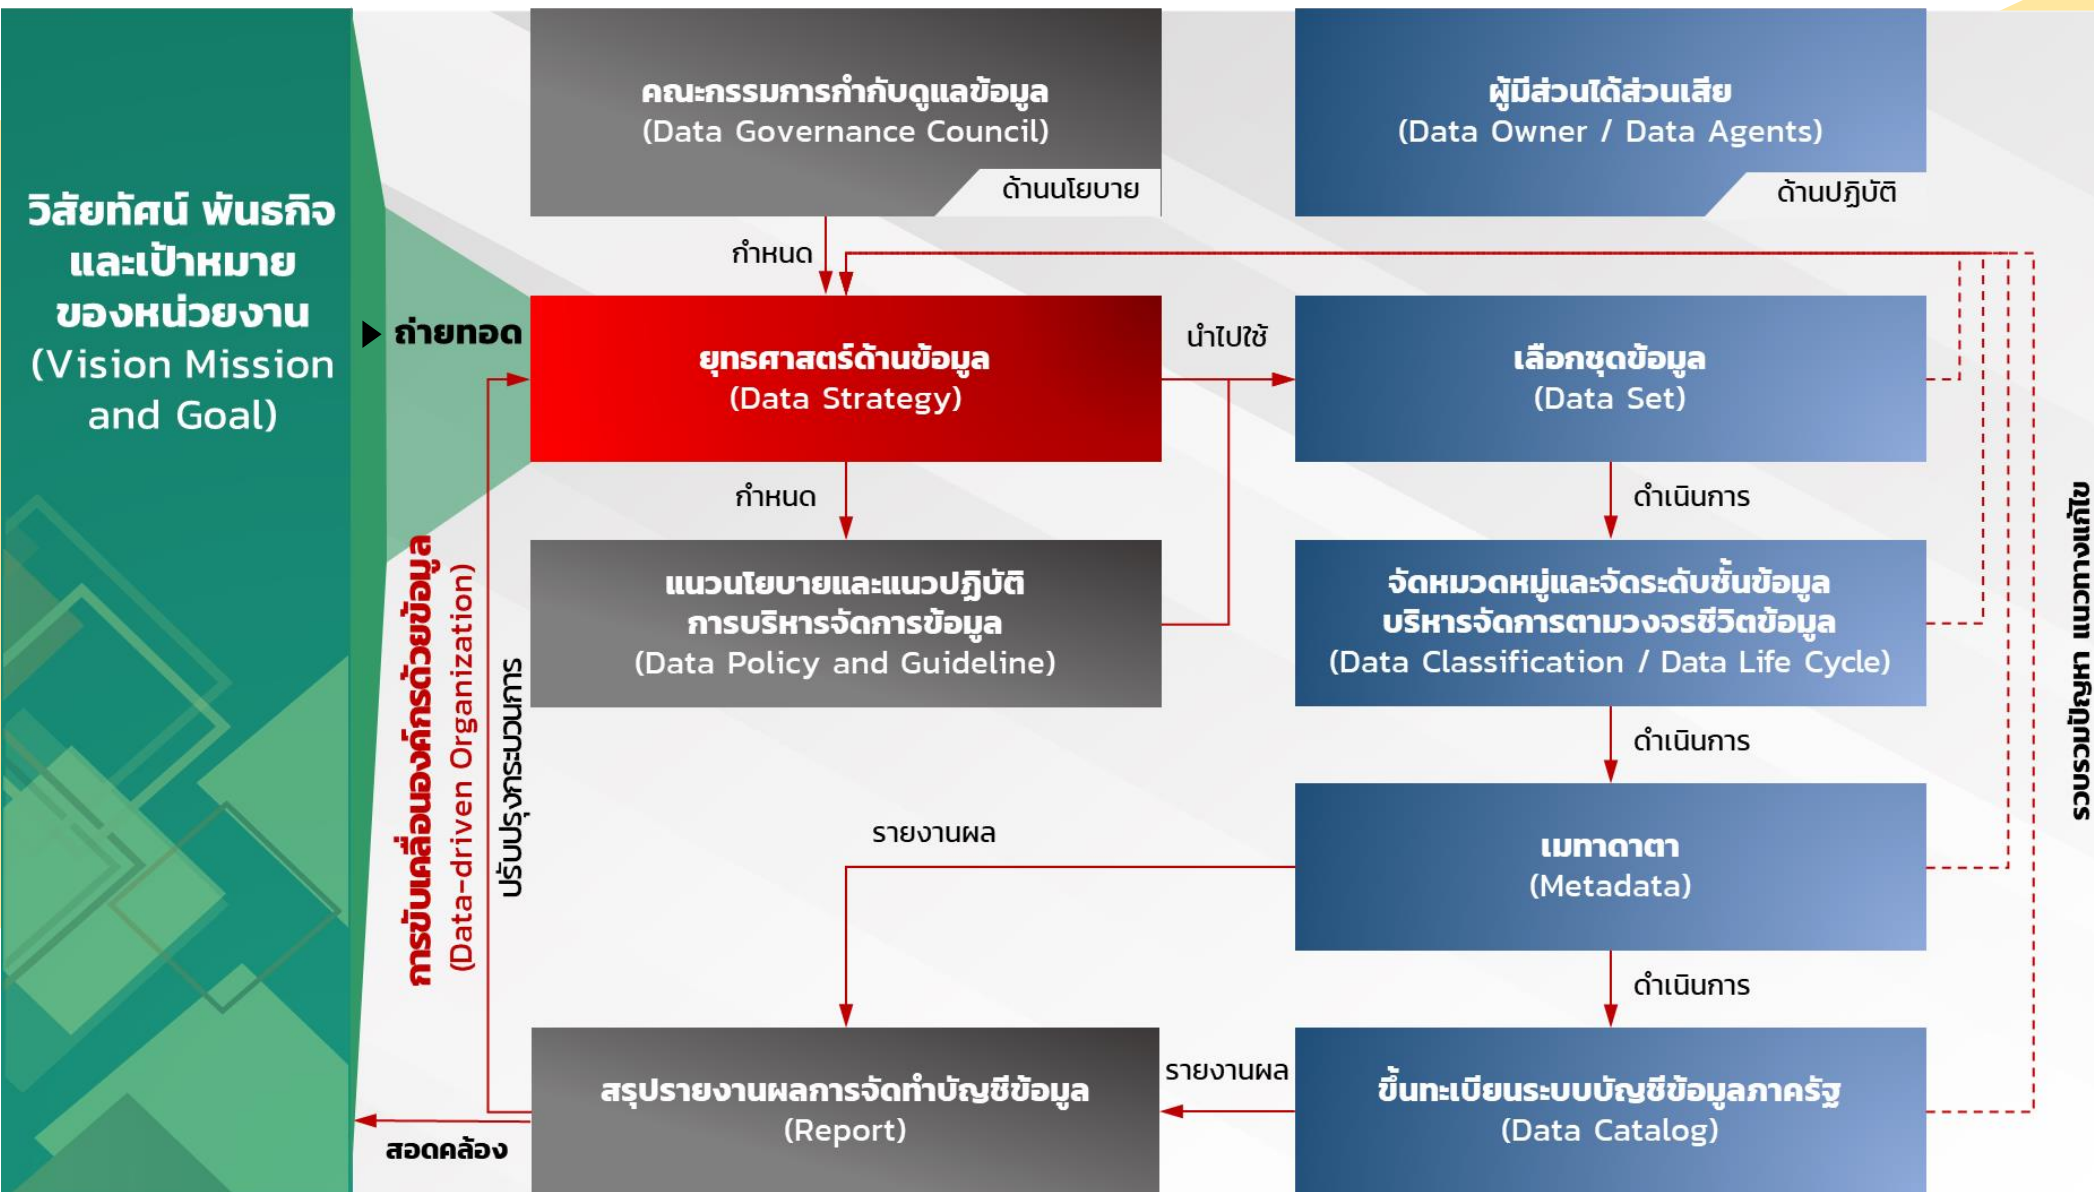 วิสัยทัศน์ พันธกิจ
และเป้าหมาย
ของหน่วยงาน
(Vision Mission
and Goal)
ถ่ายทอด
คณะกรรมการกำกับดูแลข้อมูล
(Data Governance Council)
ด้านนโยบาย
ผู้มีส่วนได้ส่วนเสีย
(Data Owner / Data Agents)
ด้านปฏิบัติ
กำหนด
ยุทธศาสตร์ด้านข้อมูล
(Data Strategy)
นำไปใช้
เลือกชุดข้อมูล
(Data Set)
กำหนด
ดำเนินการ
แนวนโยบายและแนวปฏิบัติ
การบริหารจัดการข้อมูล
(Data Policy and Guideline)
จัดหมวดหมู่และจัดระดับชั้นข้อมูล
บริหารจัดการตามวงจรชีวิตข้อมูล
(Data Classification / Data Life Cycle)
ดำเนินการ
รายงานผล
เมทาดาตา
(Metadata)
ดำเนินการ
สรุปรายงานผลการจัดทำบัญชีข้อมูล
(Report)
รายงานผล
ขึ้นทะเบียนระบบบัญชีข้อมูลภาครัฐ
(Data Catalog)
สอดคล้อง
การขับเคลื่อนองค์กรด้วยข้อมูล
(Data-driven Organization)
ปรับปรุงกระบวนการ
รวบรวมปัญหา แนวทางแก้ไข